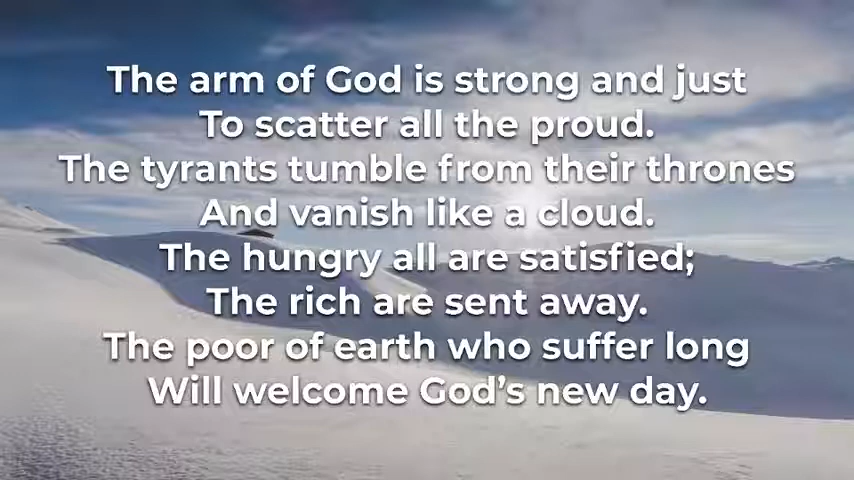 The arm of God is strong and just
To scatter all the proud.
The tyrants tumble from their thrones
And vanish like a cloud.
The hungry all are satisfied;
The rich are sent away.
The poor of earth who suffer long
Will welcome God’s new day.